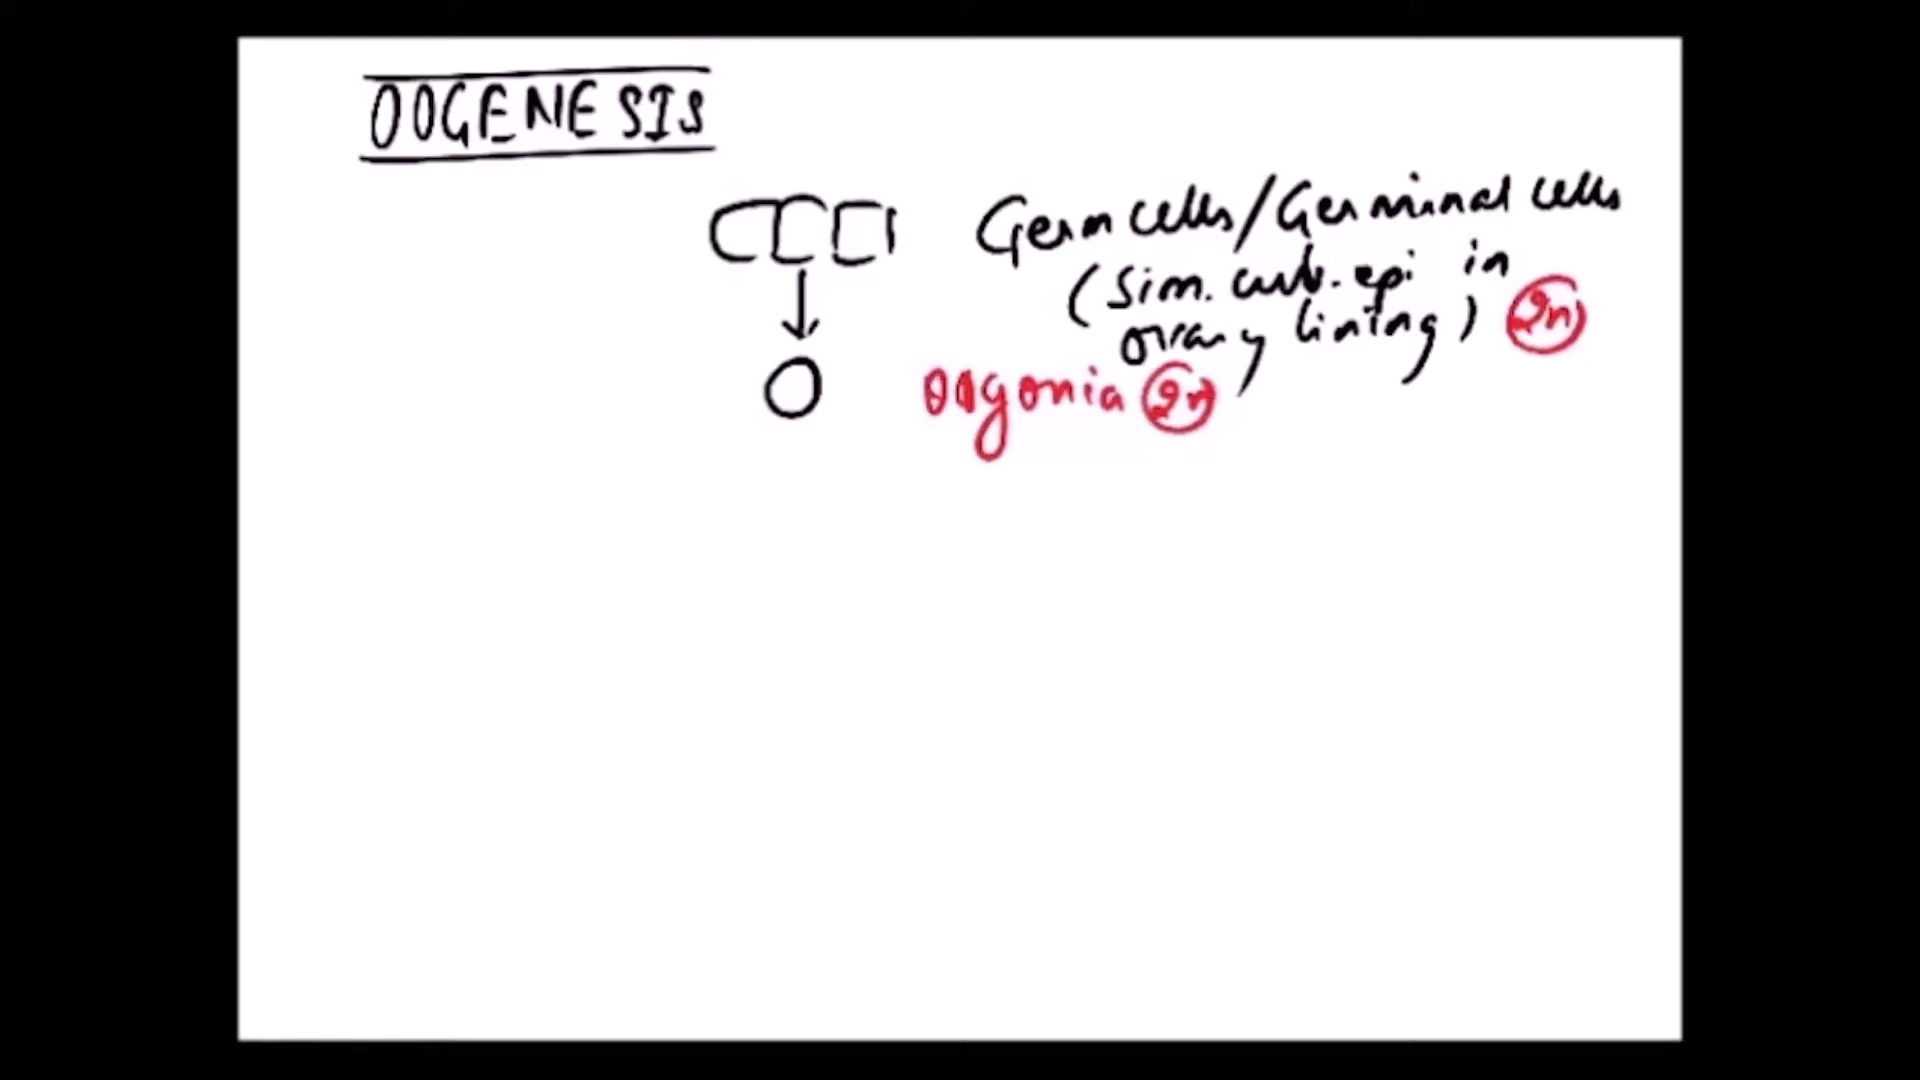 OOGENESIS
Germ cells/Germinal cells
(sim. cub. epi in
ovary lining) 2n
Oogonia 2n